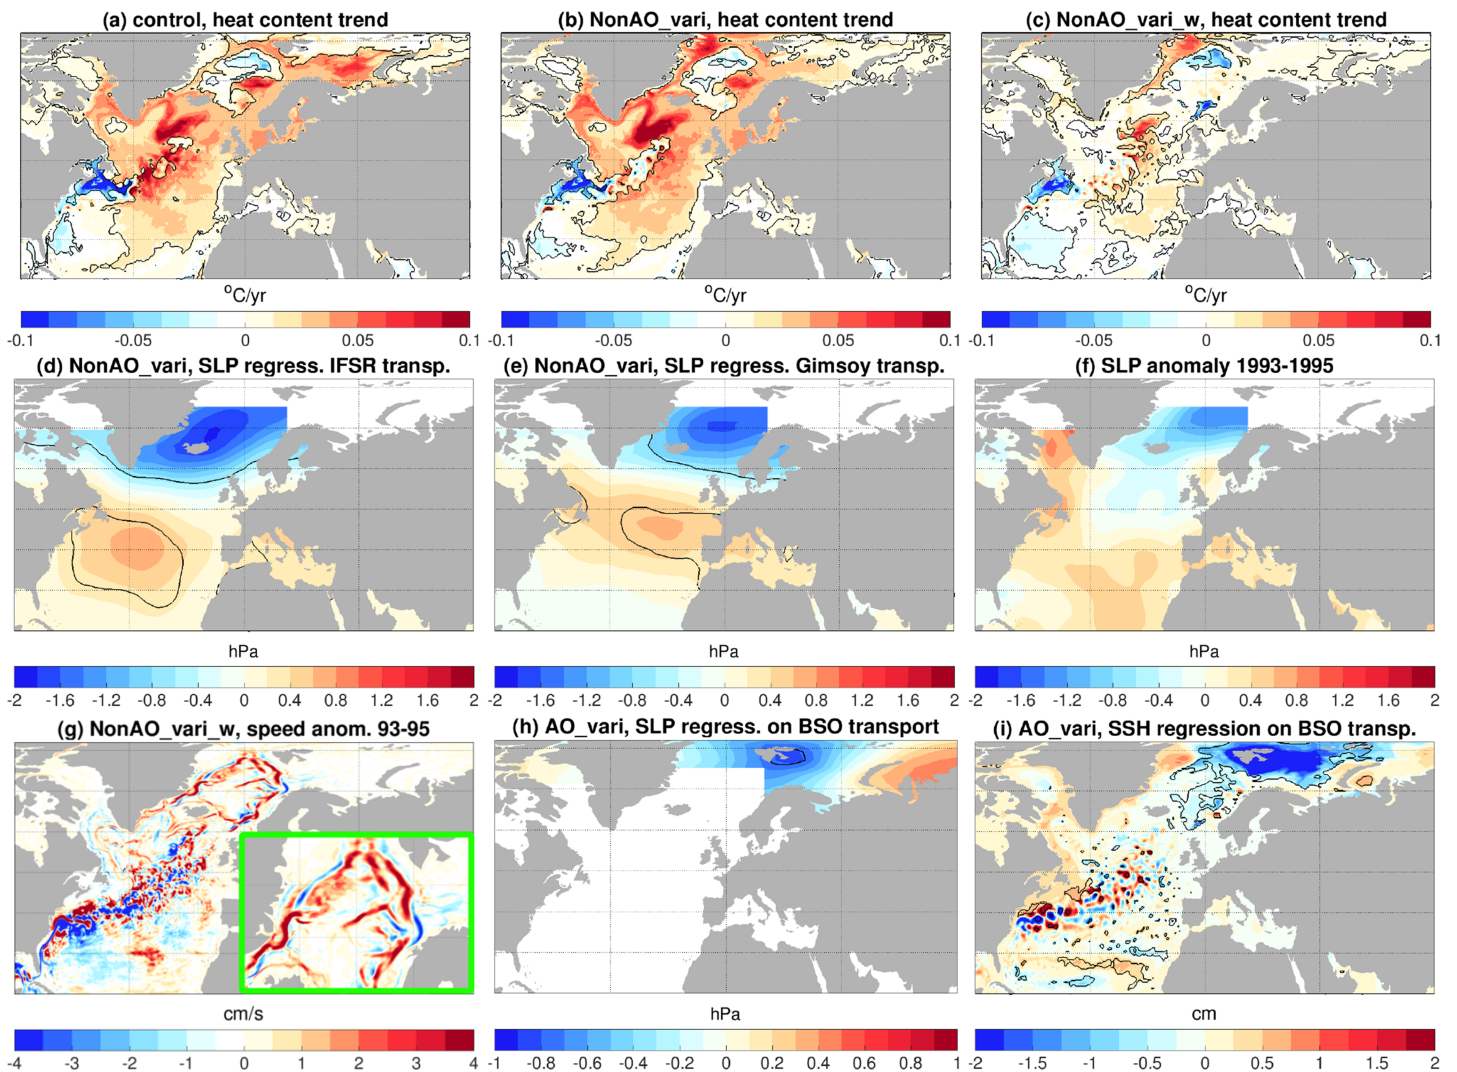 (a) control, heat content trend
(b) NonAO_vari, heat content trend
(c) NonAO_vari_w, heat content trend
oC/yr
oC/yr
oC/yr
-0.1 -0.05 0 0.05 0.1
-0.1 -0.05 0 0.05 0.1
-0.1 -0.05 0 0.05 0.1
(d) NonAO_vari, SLP regress. IFSR transp.
(e) NonAO_vari, SLP regress. Gimsoy transp.
(f) SLP anomaly 1993-1995
hPa
hPa
hPa
-2 -1.6 -1.2 -0.8 -0.4 0 0.4 0.8 1.2 1.6 2
-2 -1.6 -1.2 -0.8 -0.4 0 0.4 0.8 1.2 1.6 2
-2 -1.6 -1.2 -0.8 -0.4 0 0.4 0.8 1.2 1.6 2
(g) NonAO_vari_w, speed anom. 93-95
(h) AO_vari, SLP regress. on BSO transport
(i) AO_vari, SSH regression on BSO transp.
cm/s
hPa
cm
-4 -3 -2 -1 0 1 2 3 4
-1 -0.8 -0.6 -0.4 -0.2 0 0.2 0.4 0.6 0.8 1
-2 -1.5 -1 -0.5 0 0.5 1 1.5 2